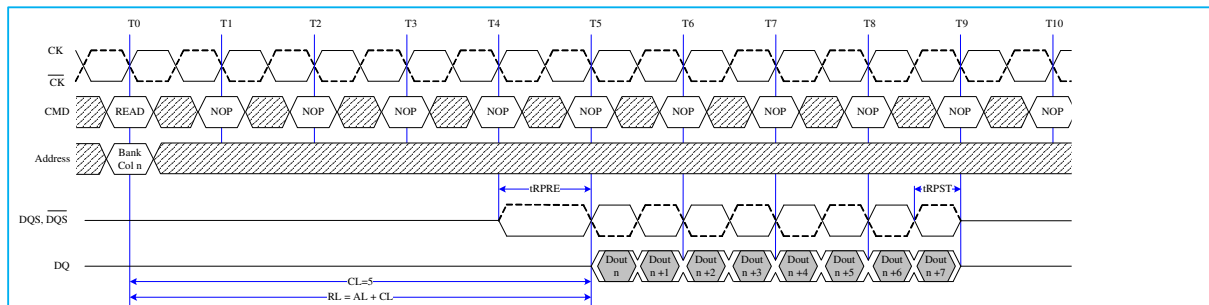 T0 T1 T2 T3 T4 T5 T6 T7 T8 T9 T10
CK
CK
CMD READ NOP NOP NOP NOP NOP NOP NOP NOP NOP NOP
Address Bank
Col n
tRPRE tRPST
DQS, DQS
DQ Dout Dout Dout Dout Dout Dout Dout Dout
n n +1 n +2 n +3 n +4 n +5 n +6 n +7
CL=5
RL = AL + CL